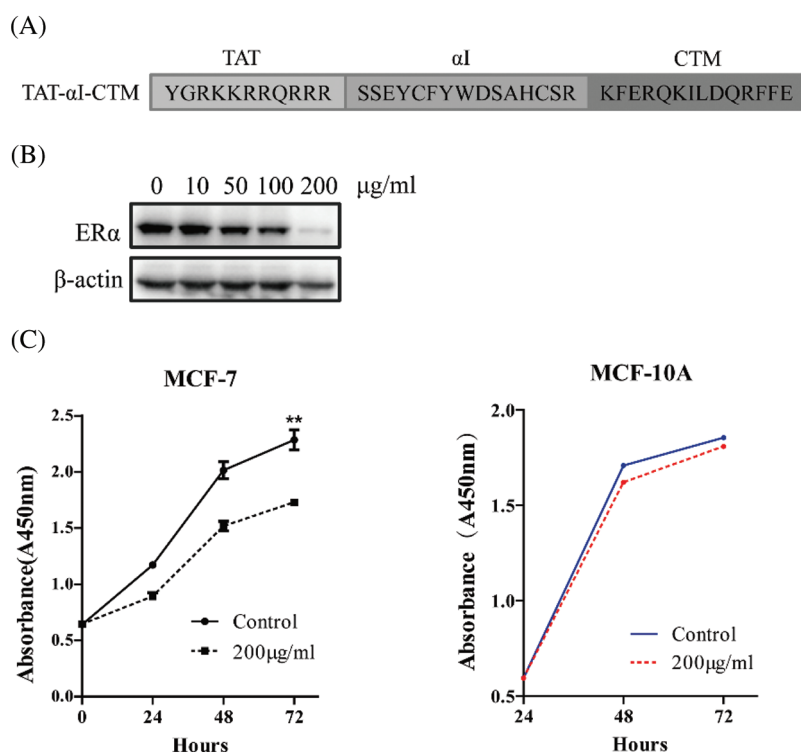 (A)
TAT αI CTM
TAT-αI-CTM YGRKKRRQRRR SSEYCFYWDSAHCSR KFERQKILDQRFFE
(B)
0 10 50 100 200 μg/ml
ERα
β-actin
(C)
MCF-7
Absorbance(A450nm)
2.5
2.0
1.5
1.0
0.5
0.0
**
Control
200μg/ml
0 24 48 72
Hours
MCF-10A
Absorbance（A450nm）
2.0
1.5
1.0
0.5
Control
200μg/ml
24 48 72
Hours